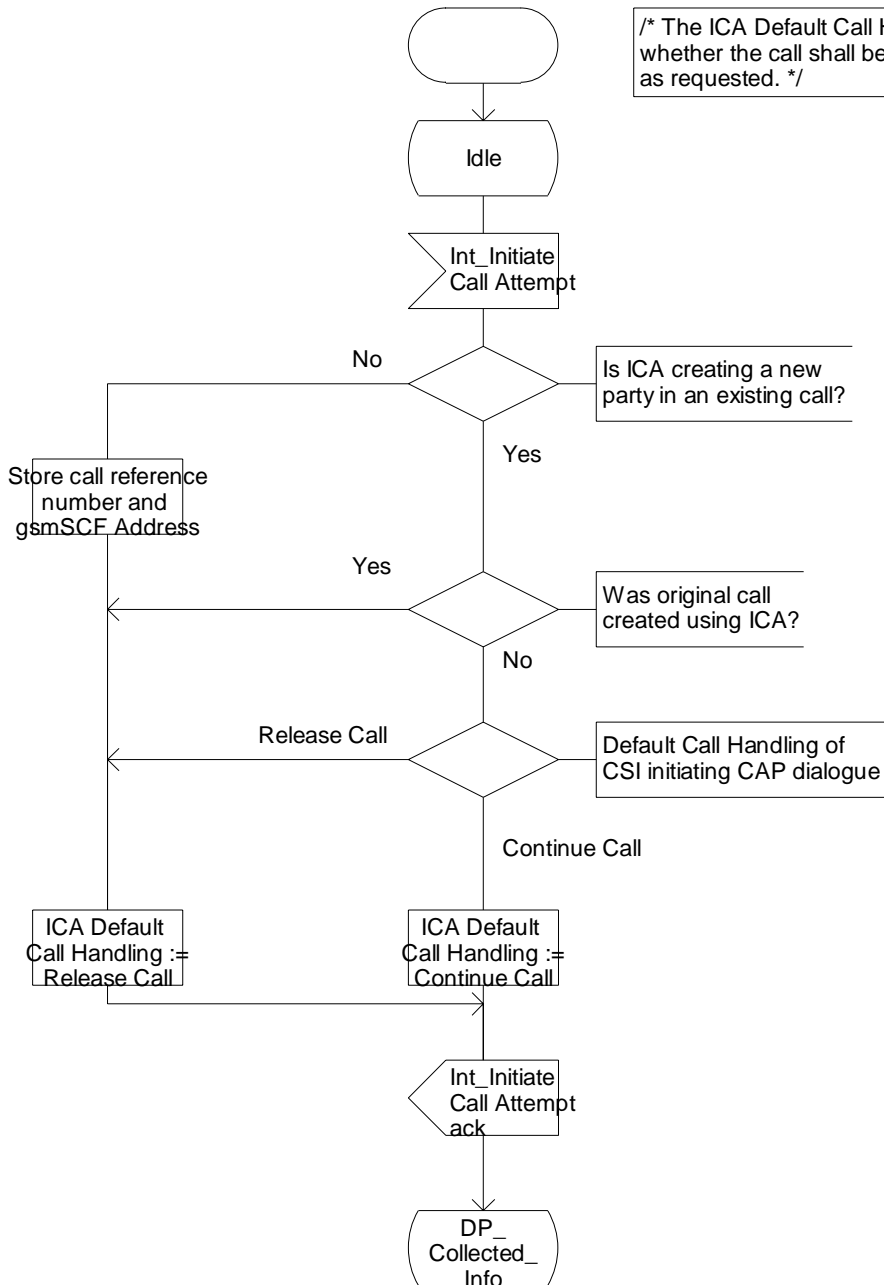 /* The ICA Default Call H
whether the call shall be
as requested. */
Idle
Int_Initiate
Call Attempt
No
Is ICA creating a new
party in an existing call?
Yes
Store call reference
number and
gsmSCF Address
Yes
Was original call
created using ICA?
No
Release Call
Default Call Handling of
CSI initiating CAP dialogue
Continue Call
ICA Default
Call Handling :=
Release Call
ICA Default
Call Handling :=
Continue Call
Int_Initiate
Call Attempt
ack
DP_
Collected_
Info